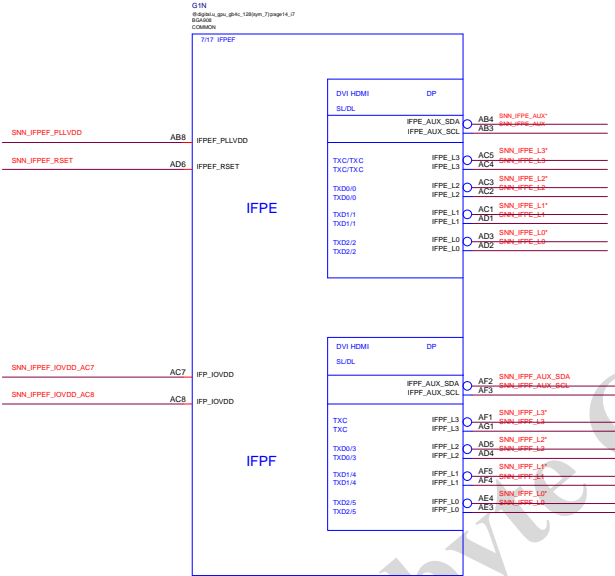 G1N
BGA908
COMMON
7/17 IFPEF
DVI HDMI DP
SL/DL
IFPE_AUX_SDA AB4 SNN_IFPE_AUX*
IFPE_AUX_SCL AB3 SNN_IFPE_AUX
SNN_IFPEF_PLLVDD AB8 IFPEF_PLLVDD
SNN_IFPEF_RSET AD6 IFPEF_RSET
TXC/TXC IFPE_L3 AC5 SNN_IFPE_L3*
TXC/TXC IFPE_L3 AC4 SNN_IFPE_L3
TXD0/0 IFPE_L2 AC3 SNN_IFPE_L2*
TXD0/0 IFPE_L2 AC2 SNN_IFPE_L2
IFPE
TXD1/1 IFPE_L1 AC1 SNN_IFPE_L1*
TXD1/1 IFPE_L1 AD1 SNN_IFPE_L1
TXD2/2 IFPE_L0 AD3 SNN_IFPE_L0*
TXD2/2 IFPE_L0 AD2 SNN_IFPE_L0
DVI HDMI DP
SL/DL
SNN_IFPEF_IOVDD_AC7 AC7 IFP_IOVDD
IFPF_AUX_SDA AF2 SNN_IFPF_AUX_SDA
IFPF_AUX_SCL AF3 SNN_IFPF_AUX_SCL
SNN_IFPEF_IOVDD_AC8 AC8 IFP_IOVDD
TXC IFPF_L3 AF1 SNN_IFPF_L3*
TXC IFPF_L3 AG1 SNN_IFPF_L3
TXD0/3 IFPF_L2 AD5 SNN_IFPF_L2*
TXD0/3 IFPF_L2 AD4 SNN_IFPF_L2
IFPF
TXD1/4 IFPF_L1 AF5 SNN_IFPF_L1*
TXD1/4 IFPF_L1 AF4 SNN_IFPF_L1
TXD2/5 IFPF_L0 AE4 SNN_IFPF_L0*
TXD2/5 IFPF_L0 AE3 SNN_IFPF_L0
byte